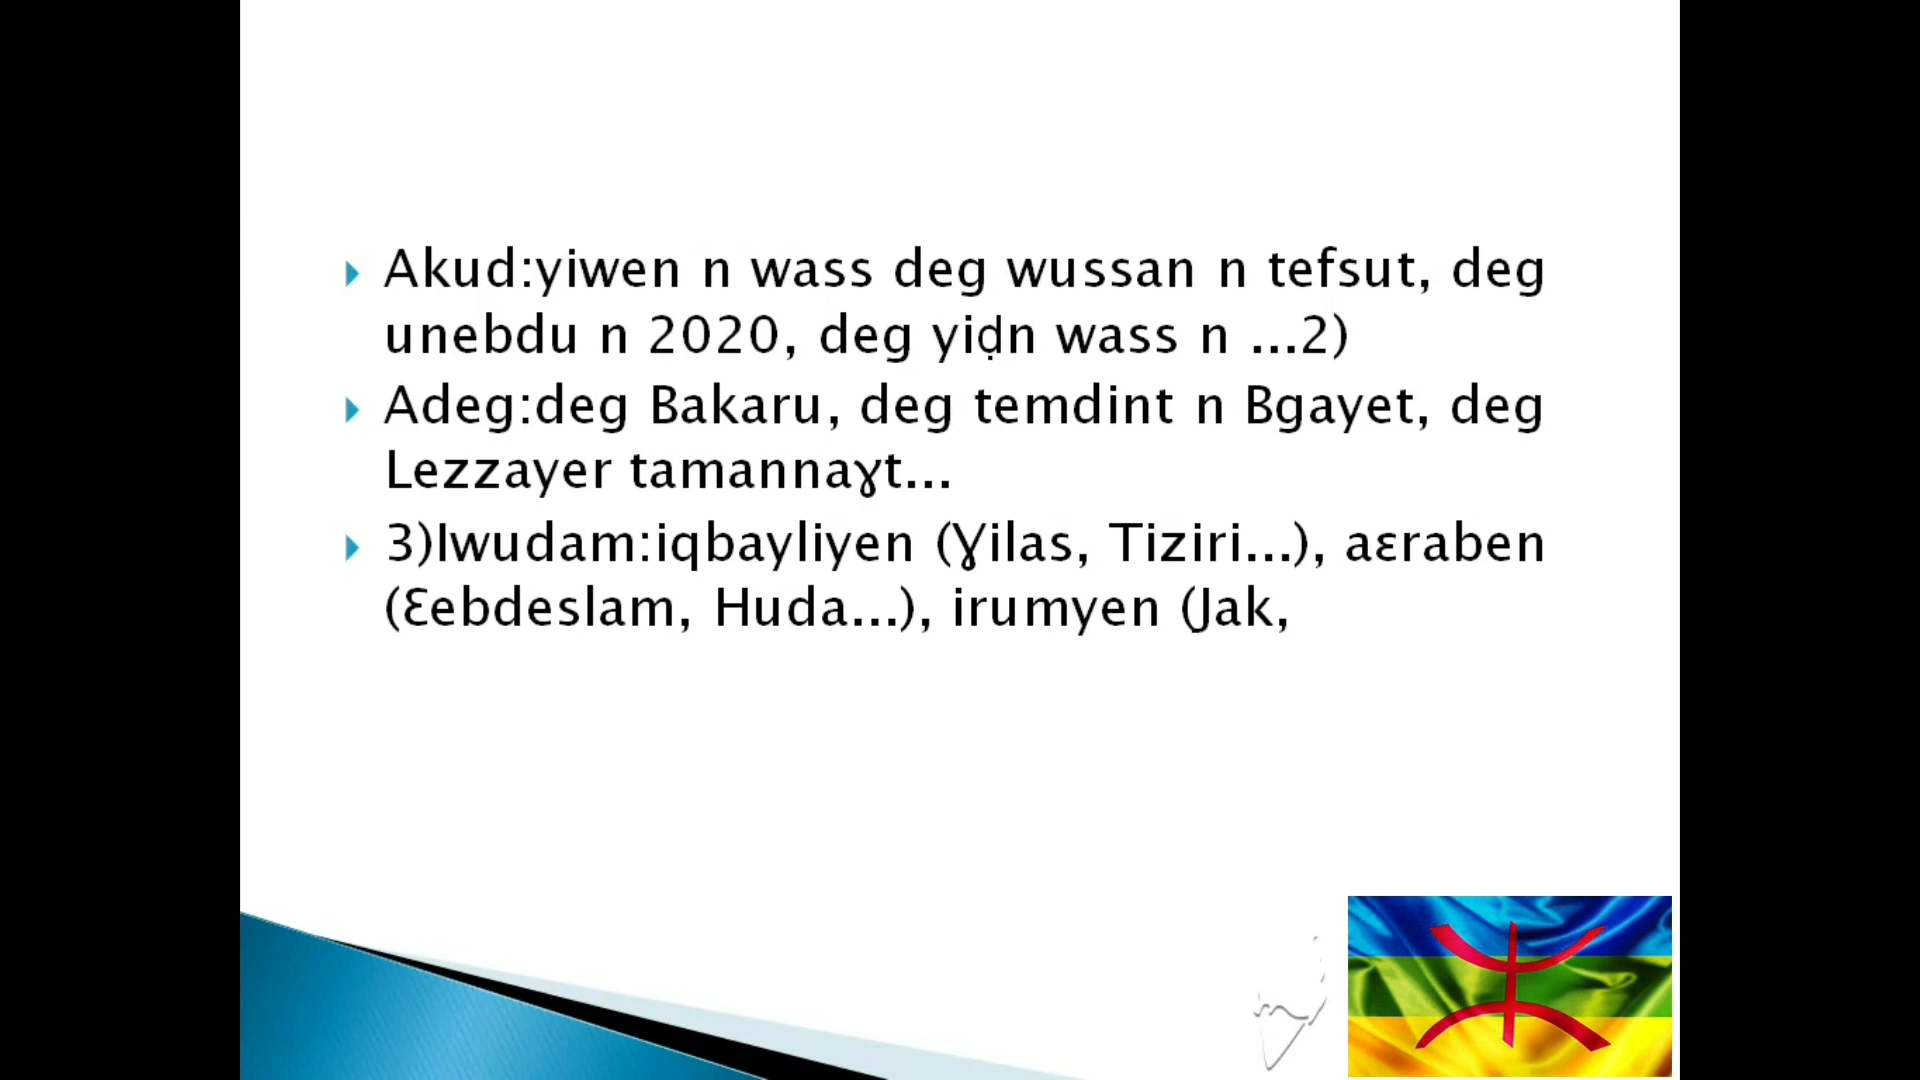 Akud:yiwen n wass deg wussan n tefsut, deg
unebdu n 2020, deg yiḍn wass n ...2)
Adeg:deg Bakaru, deg temdint n Bgayet, deg
Lezzayer tamannaɣt...
3)Iwudam:iqbayliyen (Ɣilas, Tiziri...), aɛraben
(Ɛebdeslam, Huda...), irumyen (Jak,